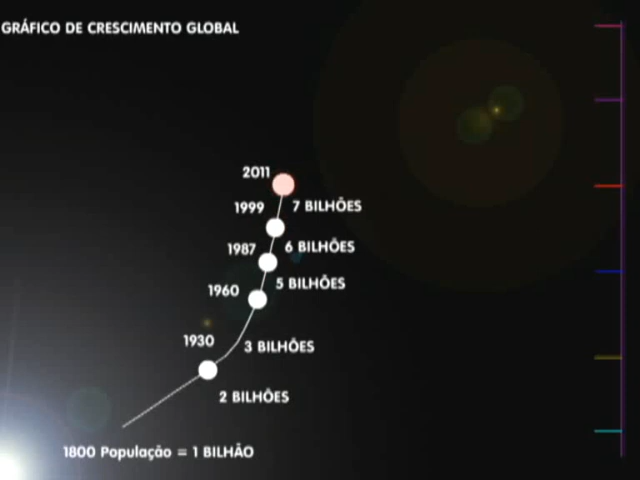 GRÁFICO DE CRESCIMENTO GLOBAL
2011
1999
7 BILHÕES
1987
6 BILHÕES
1960
5 BILHÕES
1930
3 BILHÕES
2 BILHÕES
1800 População = 1 BILHÃO